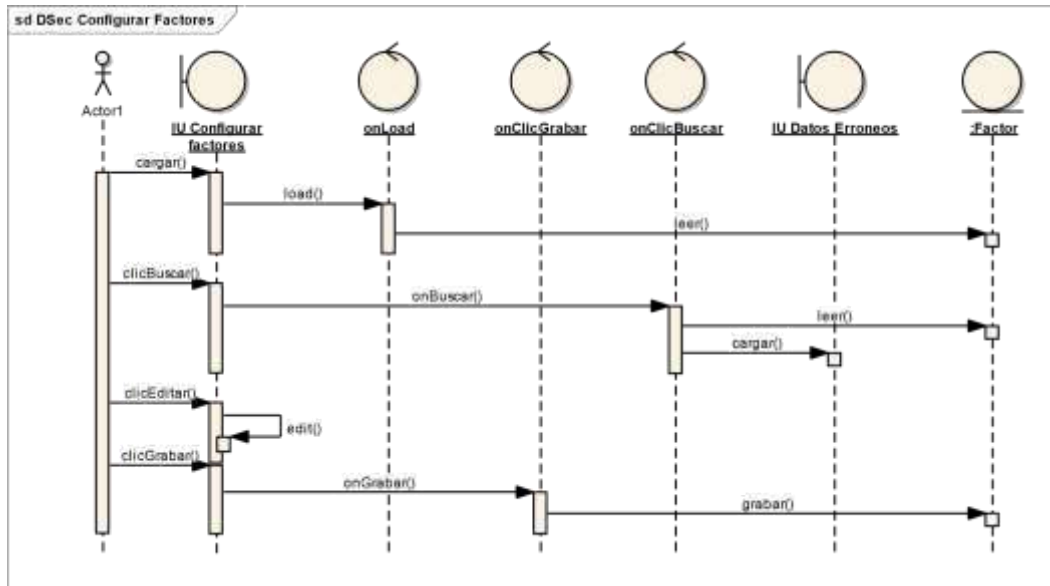 sd DSec Configurar Factores
Actor1
IU Configurar
factores
onLoad
onClicGrabar
onClicBuscar
IU Datos Erroneos
:Factor
cargar()
load()
leer()
clicBuscar()
onBuscar()
leer()
cargar()
clicEditar()
edit()
clicGrabar()
onGrabar()
grabar()